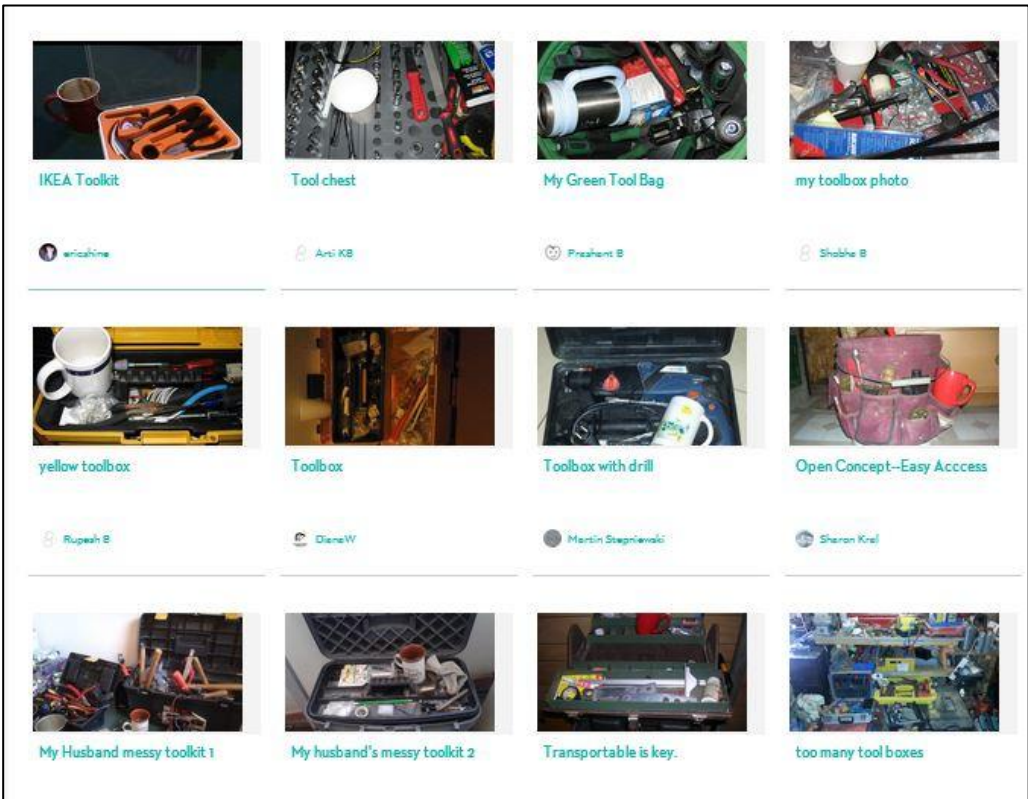 IKEA Toolkit
Tool chest
My Green Tool Bag
my toolbox photo
ericshine
Arti KB
Prashant B
Shobha B
yellow toolbox
Toolbox
Toolbox with drill
Open Concept--Easy Acccess
Rupesh B
DianeW
Martin Stepniewski
Sharon Kral
My Husband messy toolkit 1
My husband's messy toolkit 2
Transportable is key.
too many tool boxes